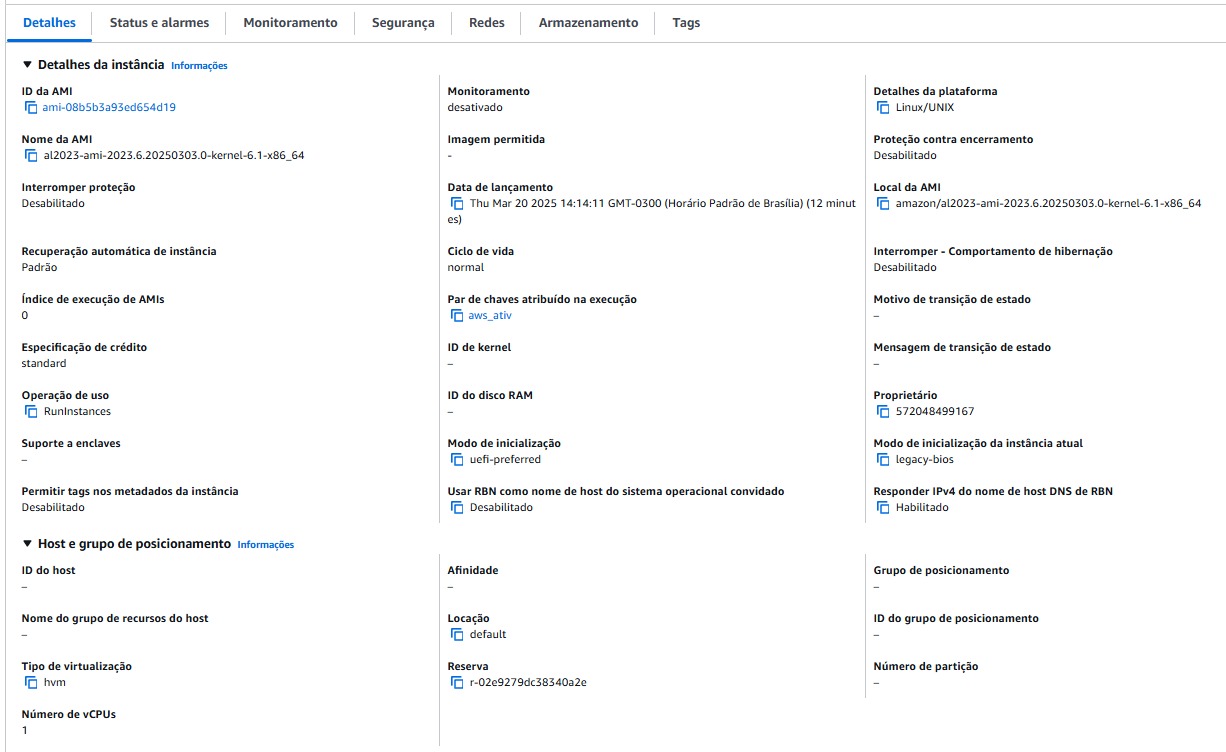 Detalhes
Status e alarmes
Monitoramento
Segurança
Redes
Armazenamento
Tags
▼ Detalhes da instância Informações
ID da AMI
ami-08b5b3a93ed654d19
Monitoramento
desativado
Detalhes da plataforma
Linux/UNIX
Nome da AMI
al2023-ami-2023.6.20250303.0-kernel-6.1-x86_64
Imagem permitida
-
Proteção contra encerramento
Desabilitado
Interromper proteção
Desabilitado
Data de lançamento
Thu Mar 20 2025 14:14:11 GMT-0300 (Horário Padrão de Brasília) (12 minut
es)
Local da AMI
amazon/al2023-ami-2023.6.20250303.0-kernel-6.1-x86_64
Recuperação automática de instância
Padrão
Ciclo de vida
normal
Interromper - Comportamento de hibernação
Desabilitado
Índice de execução de AMIs
0
Par de chaves atribuído na execução
aws_ativ
Motivo de transição de estado
–
Especificação de crédito
standard
ID de kernel
–
Mensagem de transição de estado
–
Operação de uso
RunInstances
ID do disco RAM
–
Proprietário
572048499167
Suporte a enclaves
–
Modo de inicialização
uefi-preferred
Modo de inicialização da instância atual
legacy-bios
Permitir tags nos metadados da instância
Desabilitado
Usar RBN como nome de host do sistema operacional convidado
Desabilitado
Responder IPv4 do nome de host DNS de RBN
Habilitado
▼ Host e grupo de posicionamento Informações
ID do host
–
Afinidade
–
Grupo de posicionamento
–
Nome do grupo de recursos do host
–
Locação
default
ID do grupo de posicionamento
–
Tipo de virtualização
hvm
Reserva
r-02e9279dc38340a2e
Número de partição
–
Número de vCPUs
1